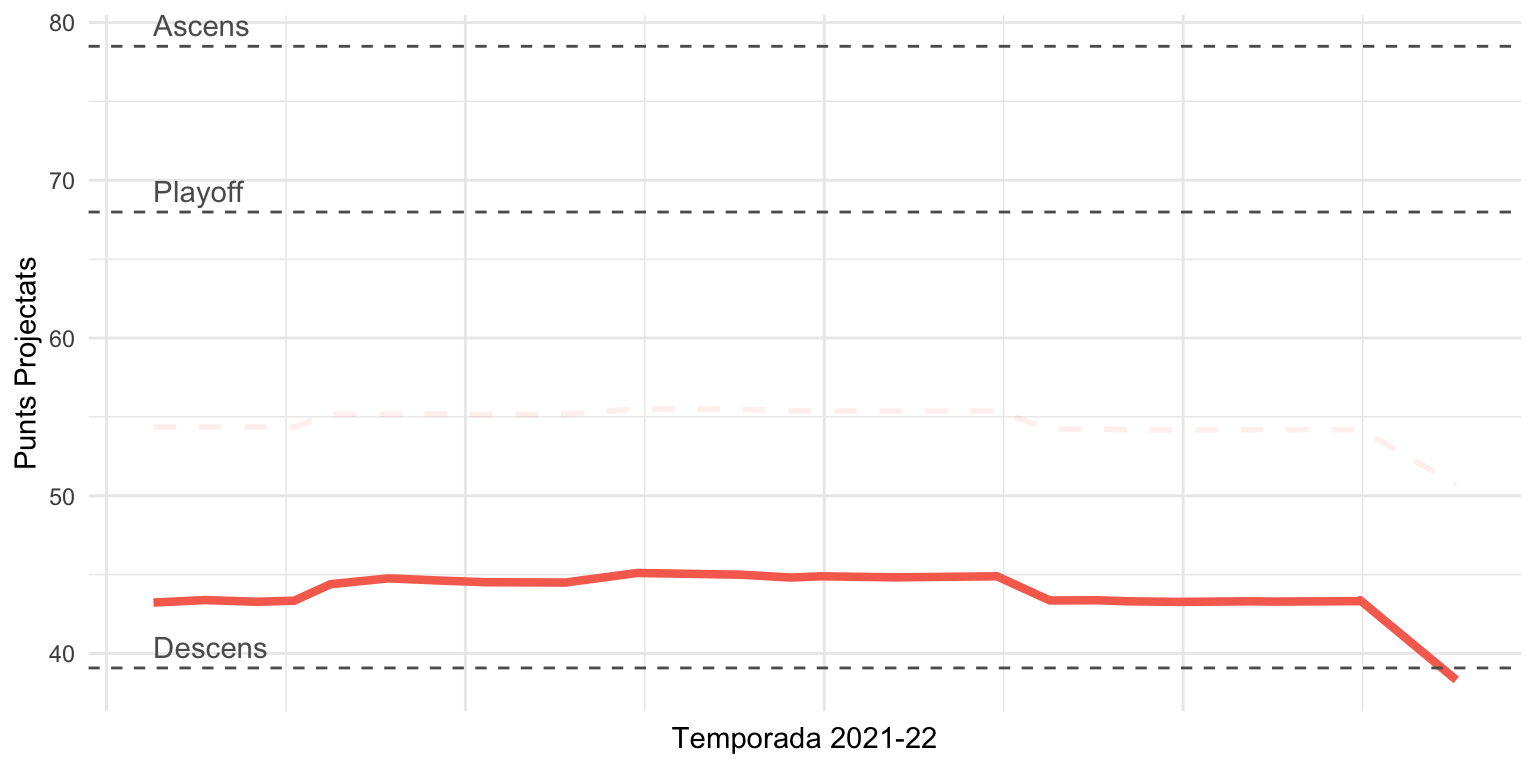 80
Ascens
70
Playoff
60
Punts Projectats
50
Descens
40
Temporada 2021-22